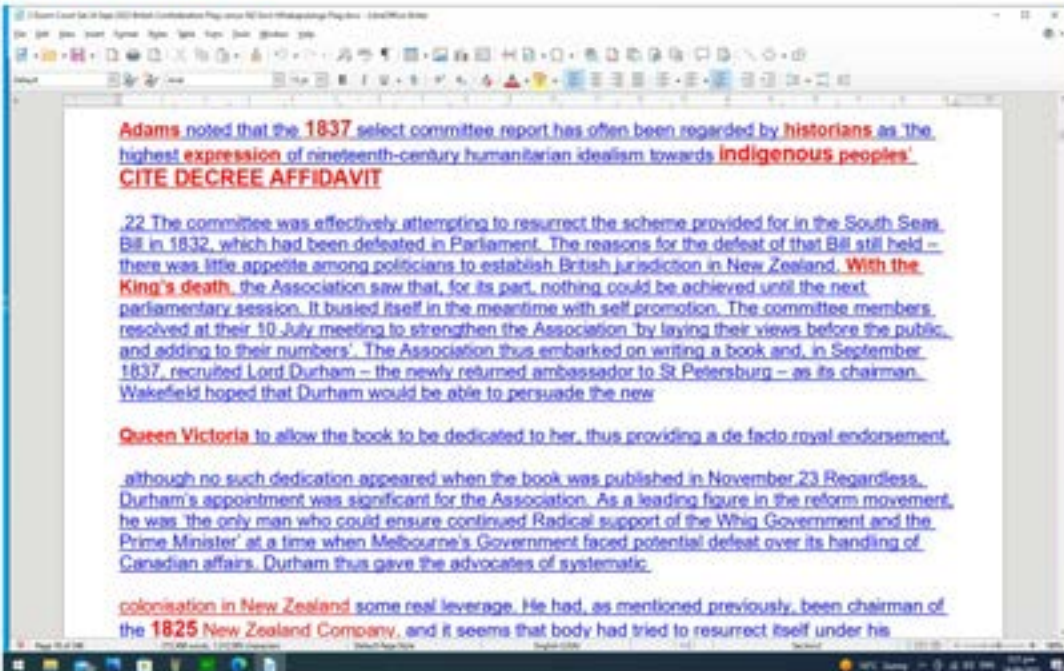 File Edit View Insert Format Styles Table Form Tools Window Help
Adams noted that the 1837 select committee report has often been regarded by historians as 'the
highest expression of nineteenth-century humanitarian idealism towards indigenous peoples'
CITE DECREE AFFIDAVIT
.22 The committee was effectively attempting to resurrect the scheme provided for in the South Seas
Bill in 1832, which had been defeated in Parliament. The reasons for the defeat of that Bill still held –
there was little appetite among politicians to establish British jurisdiction in New Zealand. With the
King's death, the Association saw that, for its part, nothing could be achieved until the next
parliamentary session. It busied itself in the meantime with self promotion. The committee members
resolved at their 10 July meeting to strengthen the Association 'by laying their views before the public,
and adding to their numbers'. The Association thus embarked on writing a book and, in September
1837, recruited Lord Durham – the newly returned ambassador to St Petersburg – as its chairman.
Wakefield hoped that Durham would be able to persuade the new
Queen Victoria to allow the book to be dedicated to her, thus providing a de facto royal endorsement,
although no such dedication appeared when the book was published in November.23 Regardless,
Durham's appointment was significant for the Association. As a leading figure in the reform movement,
he was 'the only man who could ensure continued Radical support of the Whig Government and the
Prime Minister' at a time when Melbourne's Government faced potential defeat over its handling of
Canadian affairs. Durham thus gave the advocates of systematic
colonisation in New Zealand some real leverage. He had, as mentioned previously, been chairman of
the 1825 New Zealand Company, and it seems that body had tried to resurrect itself under his